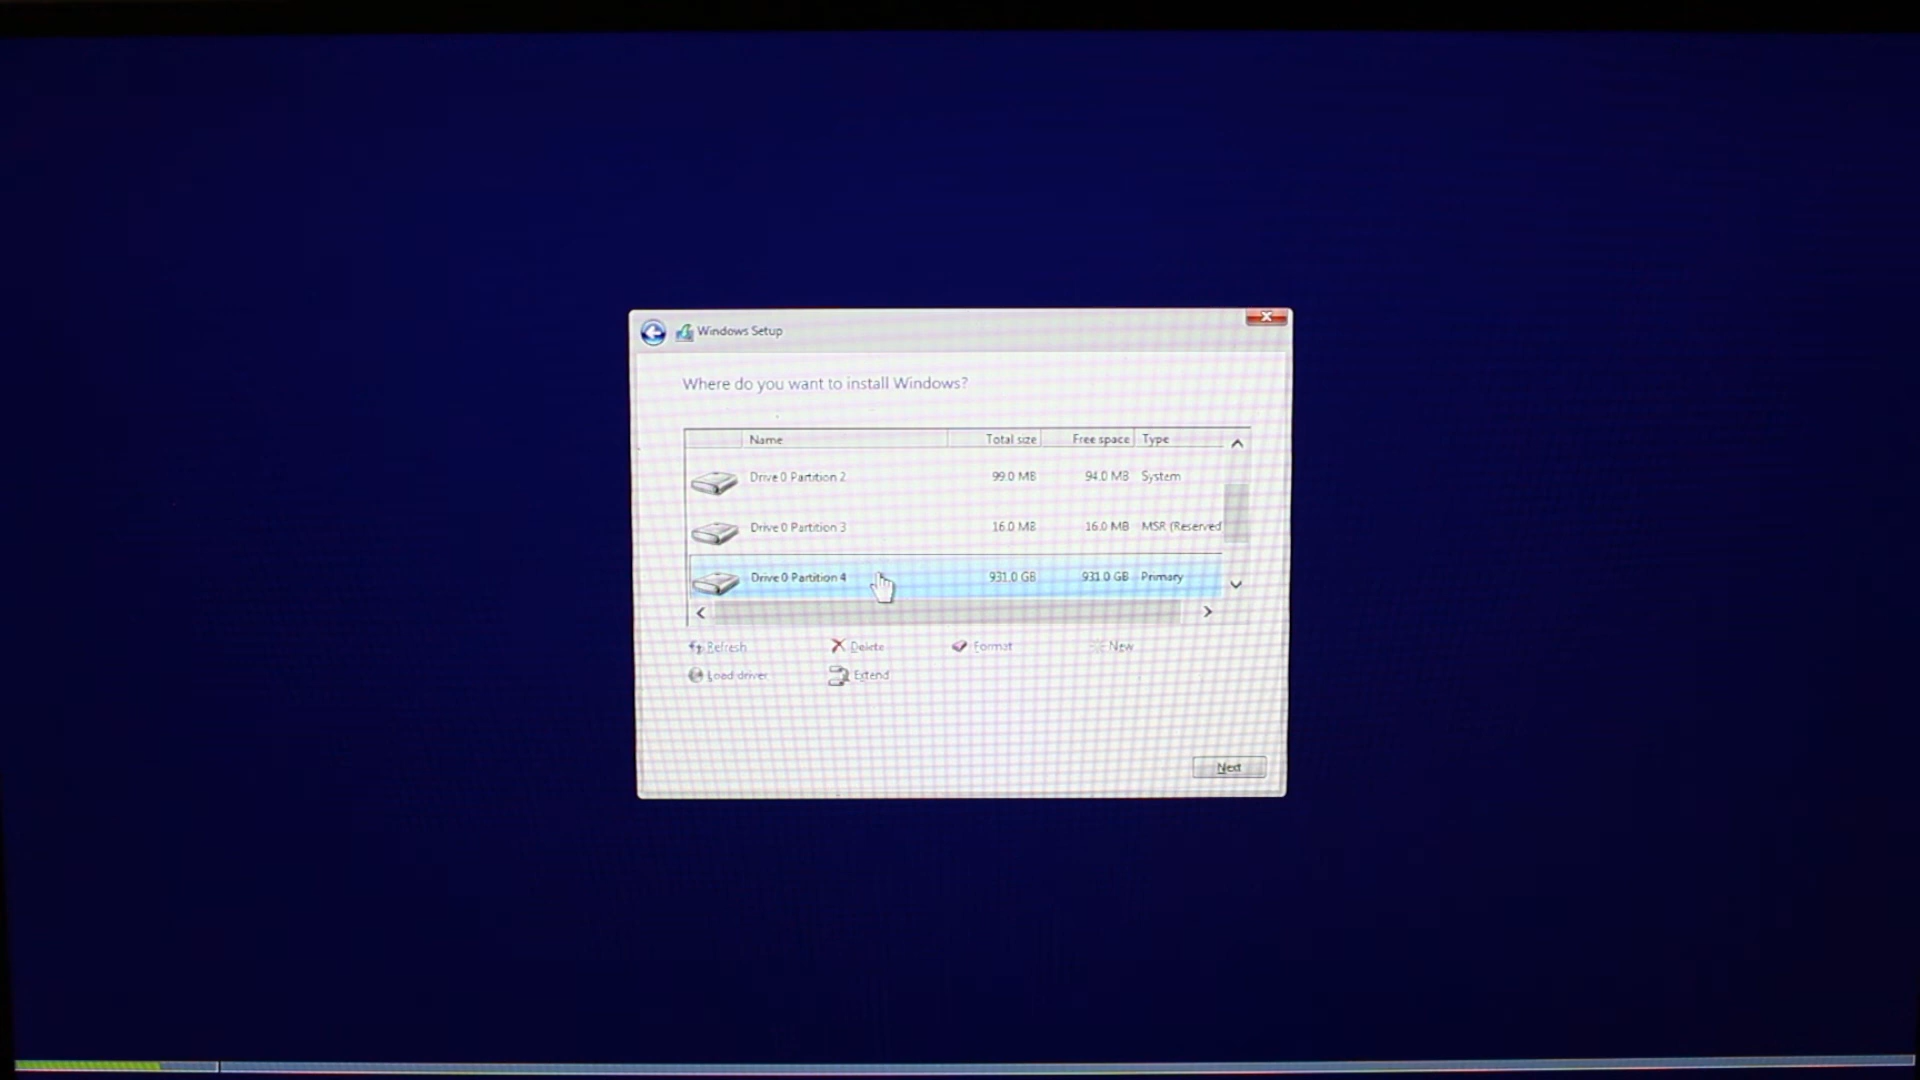 Windows Setup
Where do you want to install Windows?
Name Total size Free space Type
Drive 0 Partition 2 99.0 MB 94.0 MB System
Drive 0 Partition 3 16.0 MB 16.0 MB MSR (Reserved
Drive 0 Partition 4 931.0 GB 931.0 GB Primary
Refresh Delete Format New
Load driver Extend
Next